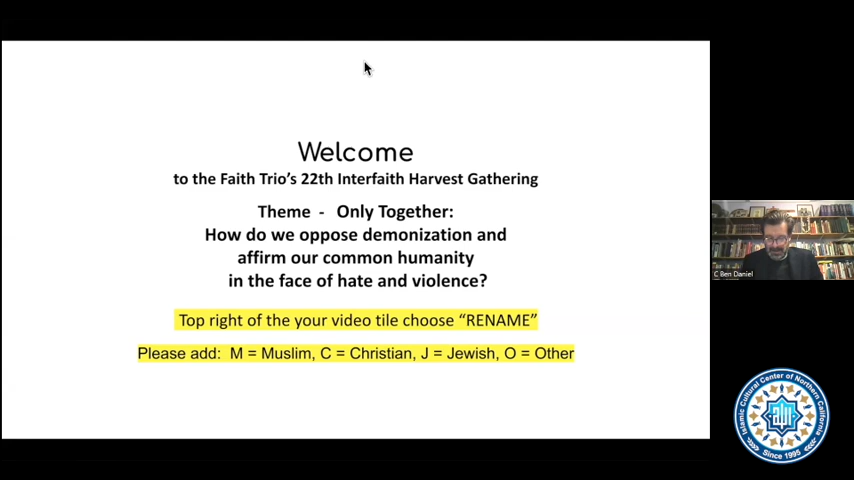 Welcome
to the Faith Trio's 22th Interfaith Harvest Gathering
Theme - Only Together:
How do we oppose demonization and
affirm our common humanity
in the face of hate and violence?
Top right of the your video tile choose “RENAME”
Please add: M = Muslim, C = Christian, J = Jewish, O = Other
C Ben Daniel
Islamic Cultural Center of Northern California
الله
Since 1995